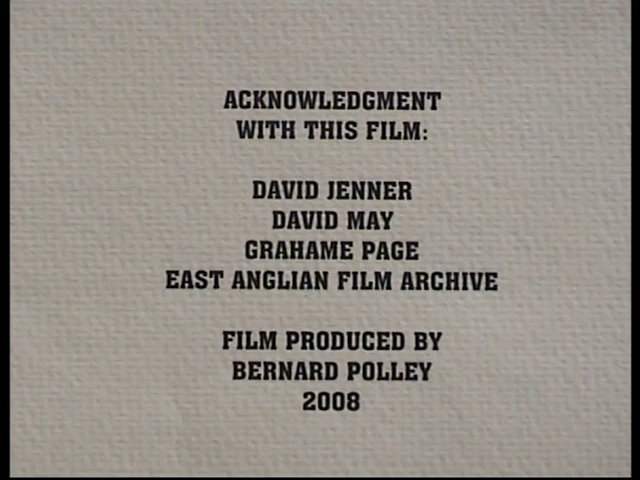 ACKNOWLEDGMENT
WITH THIS FILM:
DAVID JENNER
DAVID MAY
GRAHAME PAGE
EAST ANGLIAN FILM ARCHIVE
FILM PRODUCED BY
BERNARD POLLEY
2008